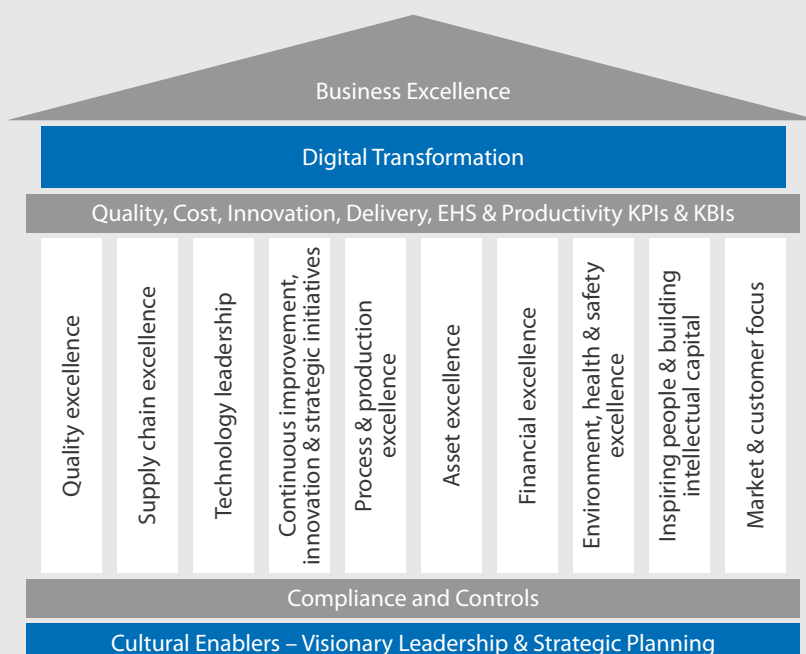 Business Excellence
Digital Transformation
Quality, Cost, Innovation, Delivery, EHS & Productivity KPIs & KBIs
Quality excellence
Supply chain excellence
Technology leadership
Continuous improvement,
innovation & strategic initiatives
Process & production
excellence
Asset excellence
Financial excellence
Environment, health & safety
excellence
Inspiring people & building
intellectual capital
Market & customer focus
Compliance and Controls
Cultural Enablers – Visionary Leadership & Strategic Planning